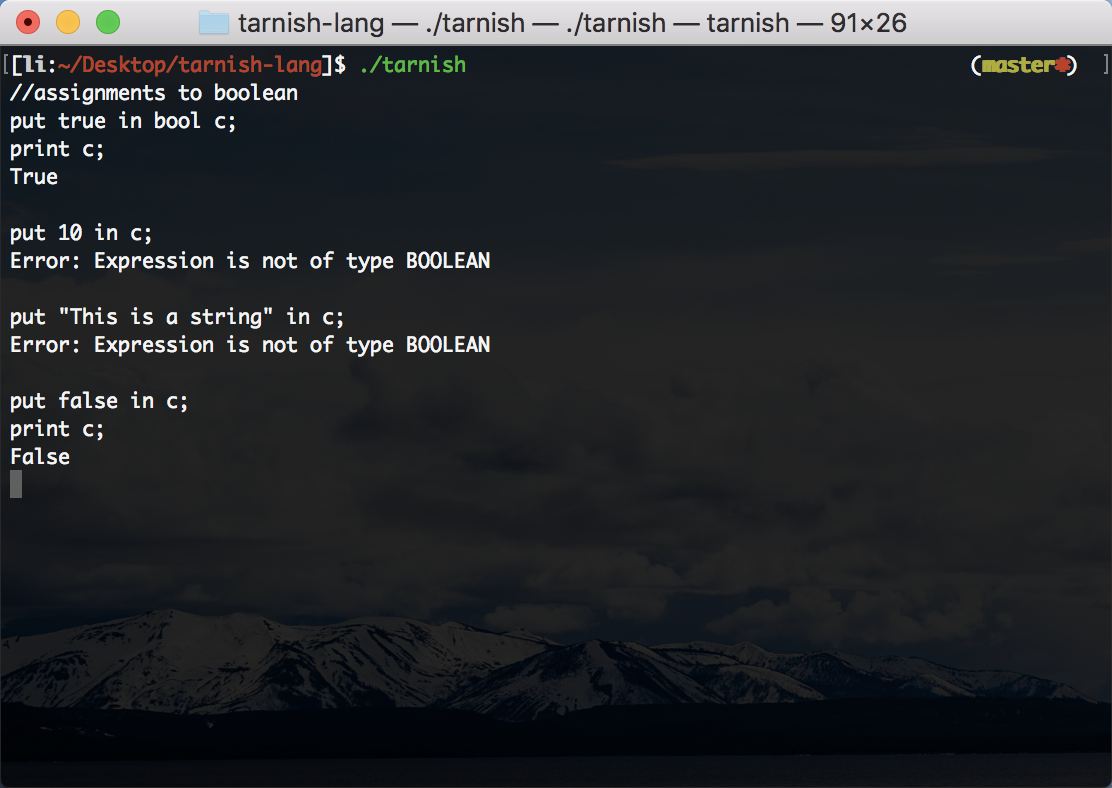 tarnish-lang — ./tarnish — ./tarnish — tarnish — 91×26
[[li:~/Desktop/tarnish-lang]$ ./tarnish (master*) ]
//assignments to boolean
put true in bool c;
print c;
True
put 10 in c;
Error: Expression is not of type BOOLEAN
put "This is a string" in c;
Error: Expression is not of type BOOLEAN
put false in c;
print c;
False